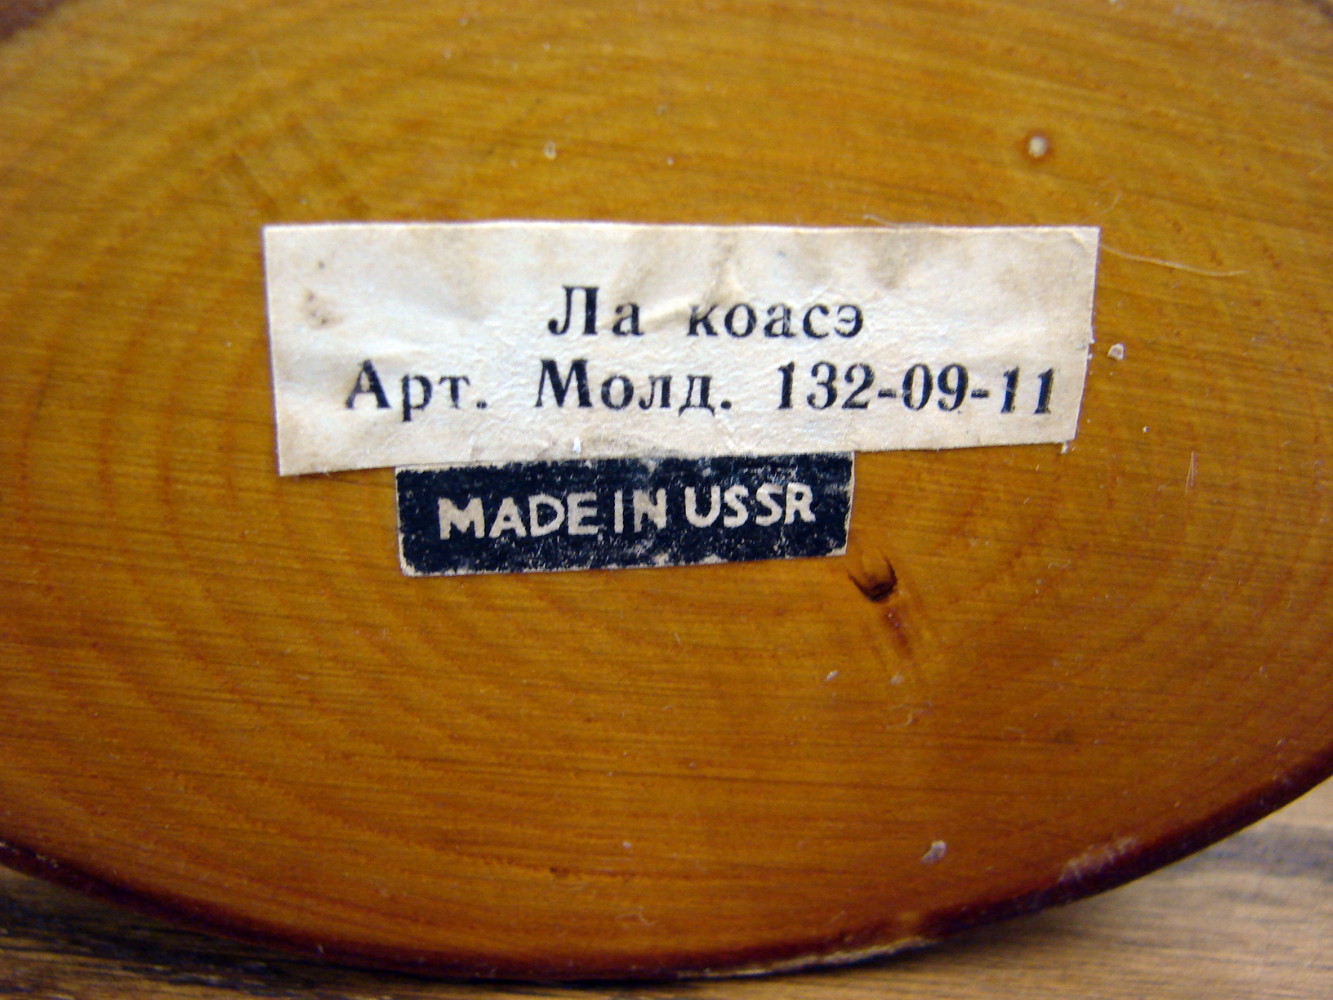 Ла коасэ
Арт. Молд. 132-09-11
MADE IN USSR